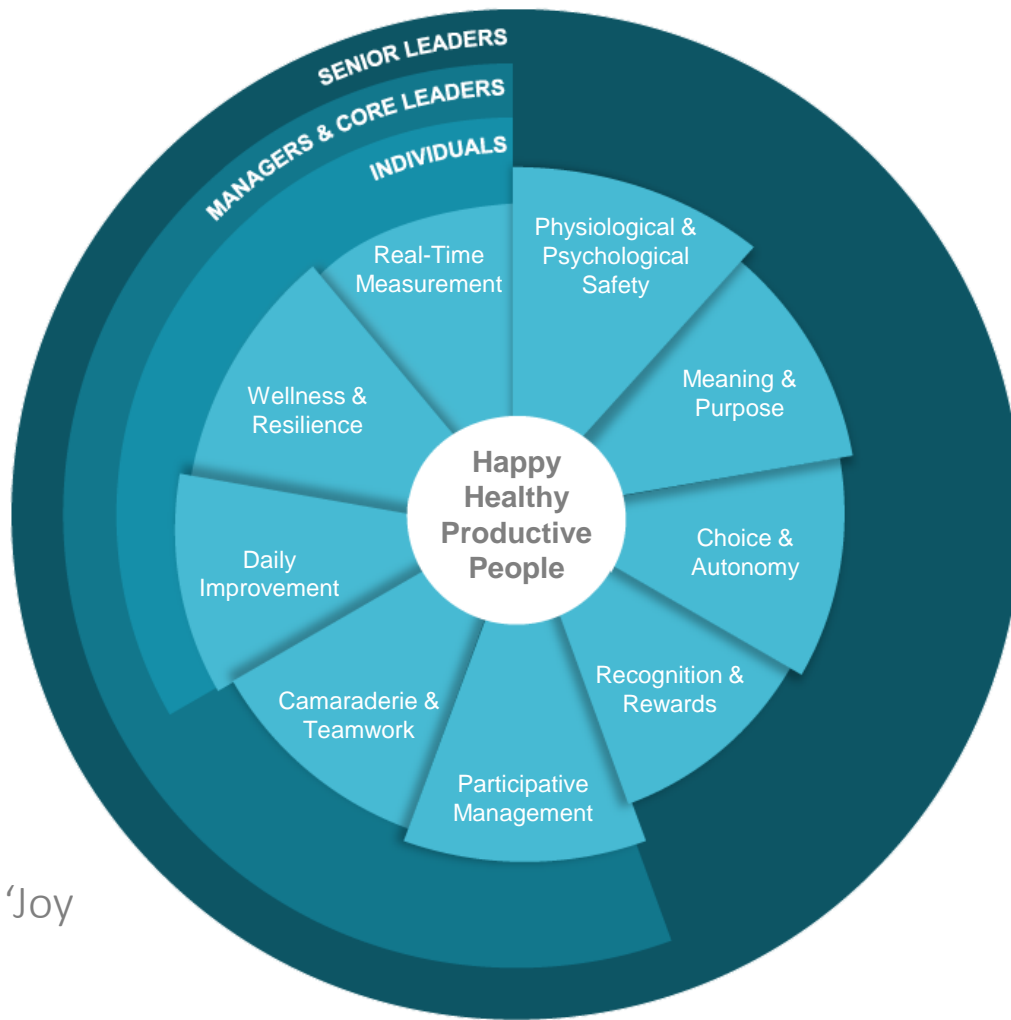 SENIOR LEADERS
MANAGERS & CORE LEADERS
INDIVIDUALS
Physiological &
Psychological
Safety
Meaning &
Purpose
Choice &
Autonomy
Recognition &
Rewards
Participative
Management
Camaraderie &
Teamwork
Daily
Improvement
Wellness &
Resilience
Real-Time
Measurement
Happy
Healthy
Productive
People
‘Joy